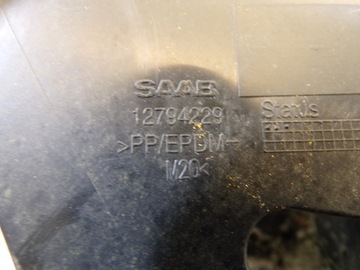 SAAB
12794229
Status
>PP/EPDM-
M20<